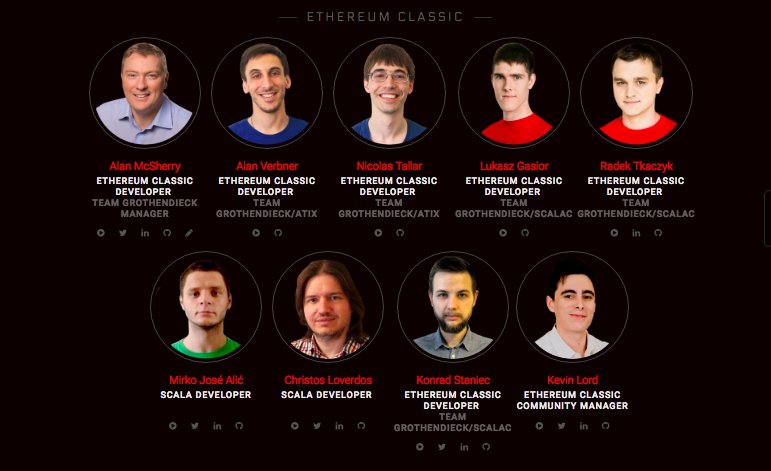 ETHEREUM CLASSIC
Alan McSherry
ETHEREUM CLASSIC
DEVELOPER
TEAM GROTHENDIECK
MANAGER
Alan Verbner
ETHEREUM CLASSIC
DEVELOPER
TEAM
GROTHENDIECK/ATIX
Nicolas Tallar
ETHEREUM CLASSIC
DEVELOPER
TEAM
GROTHENDIECK/ATIX
Lukasz Gasior
ETHEREUM CLASSIC
DEVELOPER
TEAM
GROTHENDIECK/SCALAC
Radek Tkaczyk
ETHEREUM CLASSIC
DEVELOPER
TEAM
GROTHENDIECK/SCALAC
Mirko José Alić
SCALA DEVELOPER
Christos Loverdos
SCALA DEVELOPER
Konrad Staniec
ETHEREUM CLASSIC
DEVELOPER
TEAM
GROTHENDIECK/SCALAC
Kevin Lord
ETHEREUM CLASSIC
COMMUNITY MANAGER